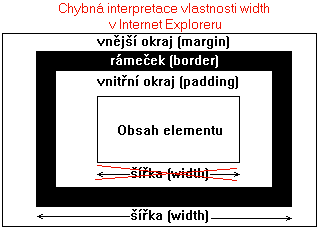 Chybná interpretace vlastnosti width
v Internet Exploreru
vnější okraj (margin)
rámeček (border)
vnitřní okraj (padding)
Obsah elementu
šířka (width)
šířka (width)